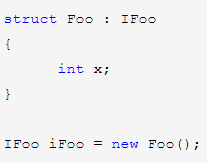 struct Foo : IFoo
{
int x;
}
IFoo iFoo = new Foo();